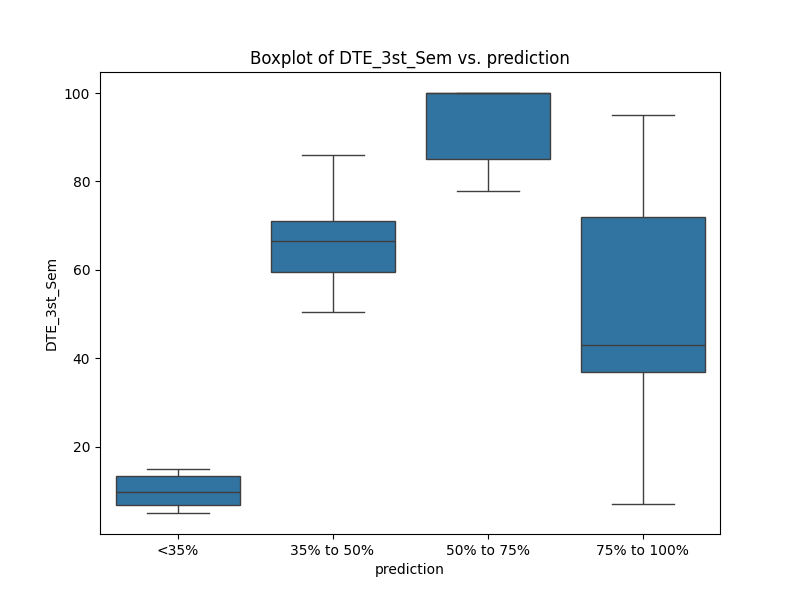 Boxplot of DTE_3st_Sem vs. prediction
100
80
60
40
20
DTE_3st_Sem
<35%
35% to 50%
50% to 75%
75% to 100%
prediction